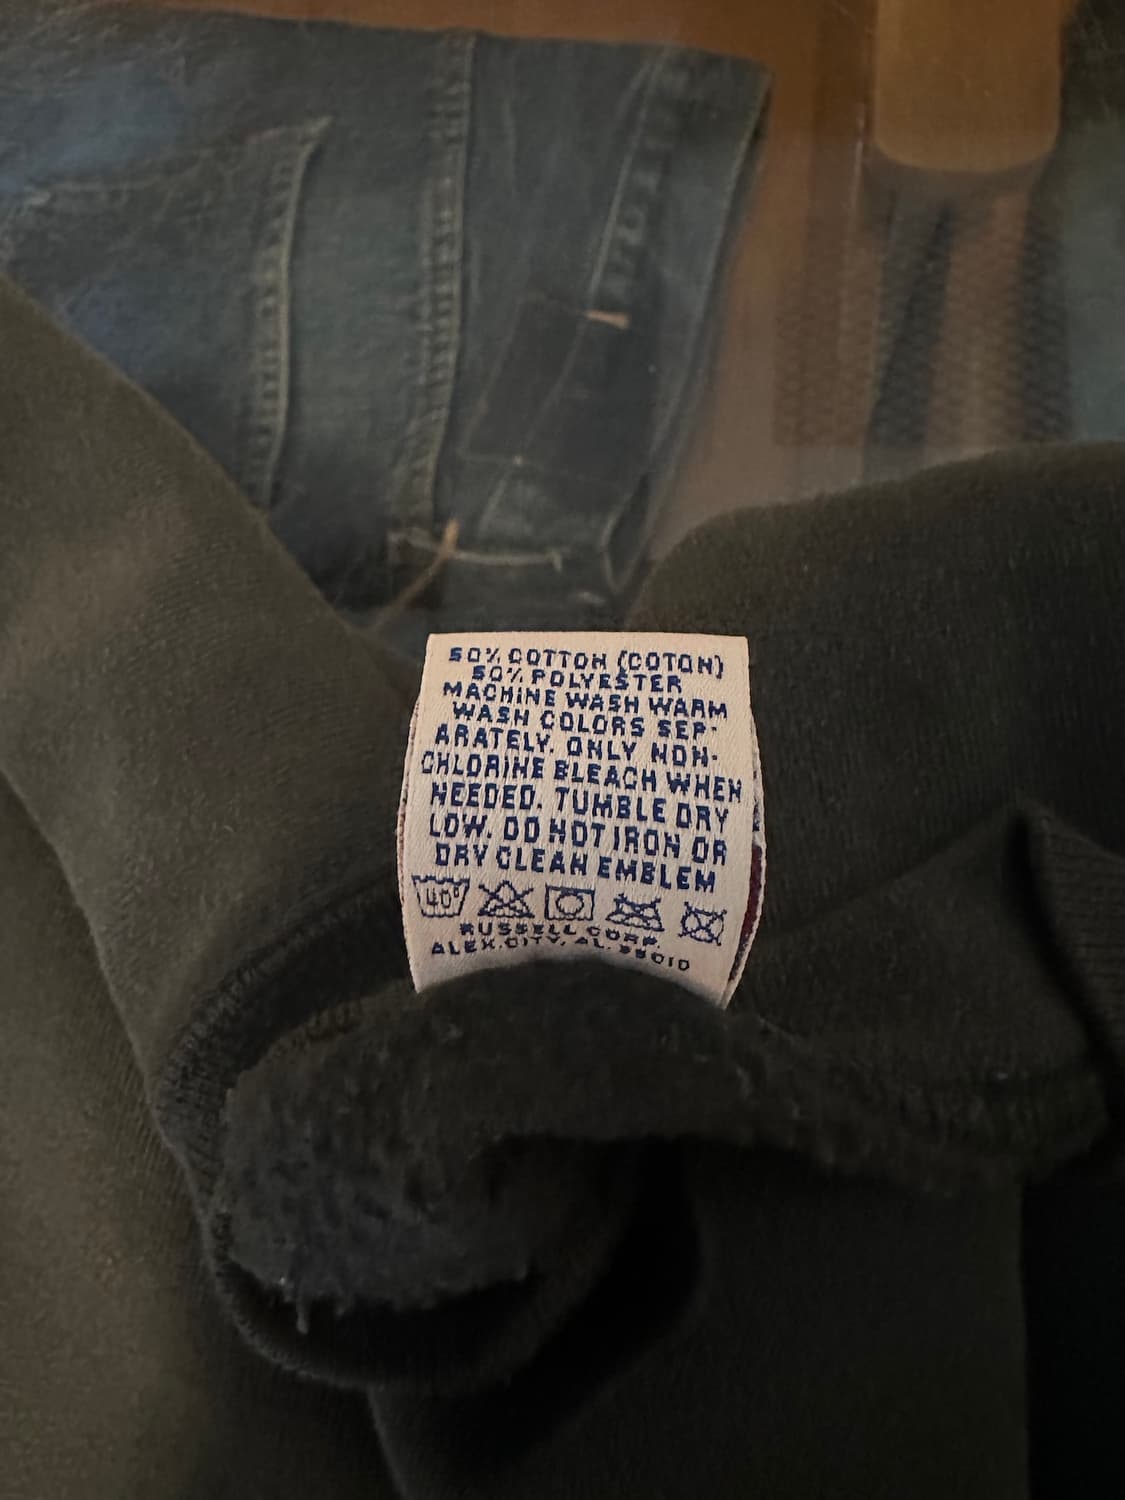 50% COTTON (COTON)
50% POLYESTER
MACHINE WASH WARM
WASH COLORS SEP-
ARATELY. ONLY NON-
CHLORINE BLEACH WHEN
NEEDED. TUMBLE DRY
LOW. DO NOT IRON OR
DRY CLEAN EMBLEM
40°
RUSSELL CORP.
ALEX. CITY, AL. 35010